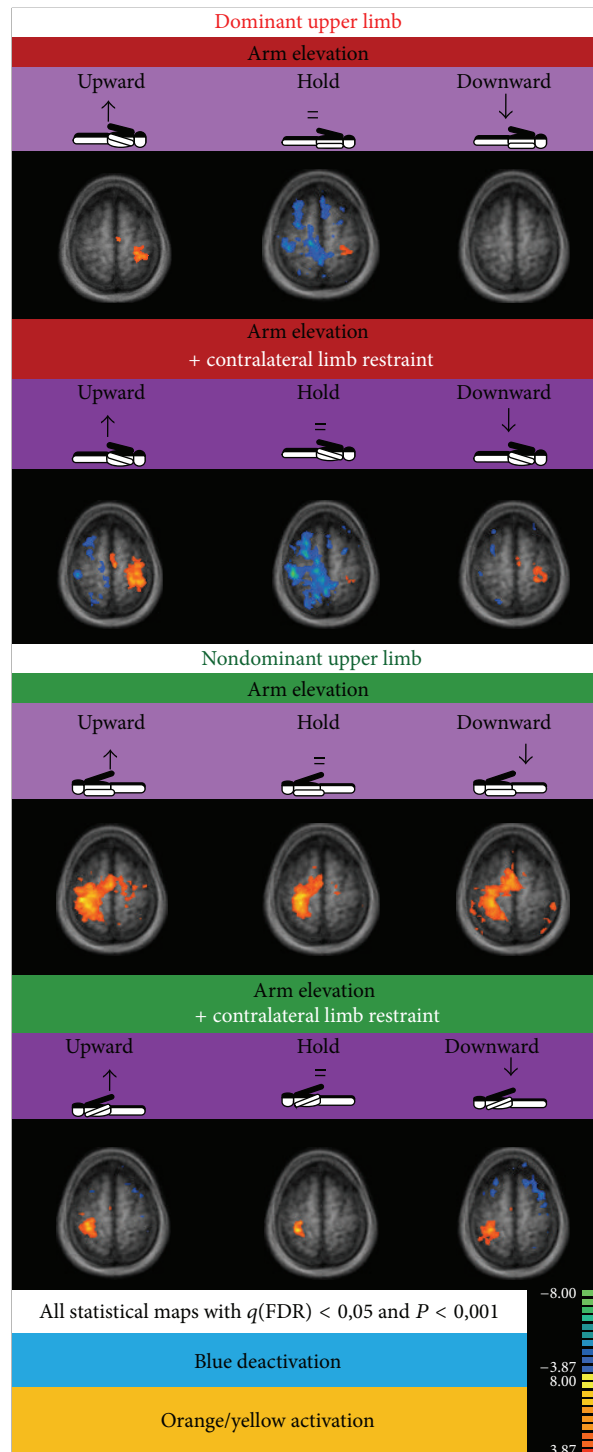 Dominant upper limb
Arm elevation
Upward Hold Downward
↑ = ↓
Arm elevation
+ contralateral limb restraint
Upward Hold Downward
↑ = ↓
Nondominant upper limb
Arm elevation
Upward Hold Downward
↑ = ↓
Arm elevation
+ contralateral limb restraint
Upward Hold Downward
↑ = ↓
All statistical maps with q(FDR) < 0,05 and P < 0,001
Blue deactivation
Orange/yellow activation
−8.00
−3.87
8.00
3.87